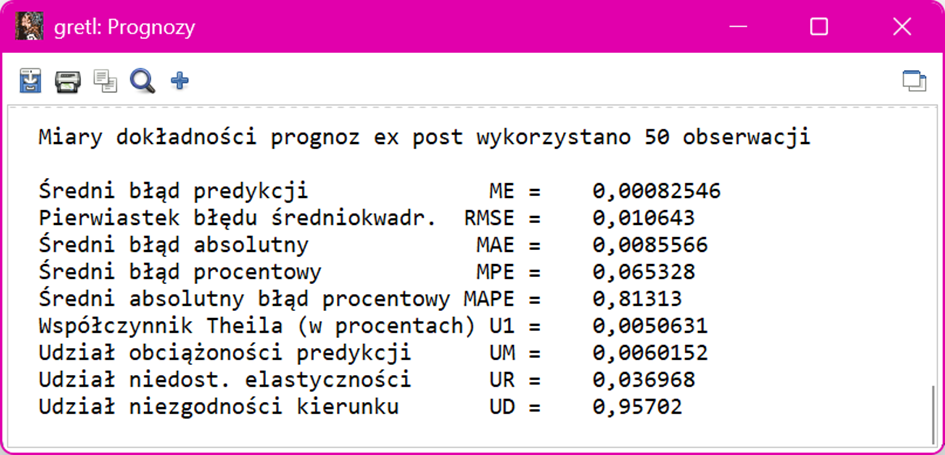 gretl: Prognozy
Miary dokładności prognoz ex post wykorzystano 50 obserwacji
Średni błąd predykcji ME = 0,00082546
Pierwiastek błędu średniokwadr. RMSE = 0,010643
Średni błąd absolutny MAE = 0,0085566
Średni błąd procentowy MPE = 0,065328
Średni absolutny błąd procentowy MAPE = 0,81313
Współczynnik Theila (w procentach) U1 = 0,0050631
Udział obciążoności predykcji UM = 0,0060152
Udział niedost. elastyczności UR = 0,036968
Udział niezgodności kierunku UD = 0,95702